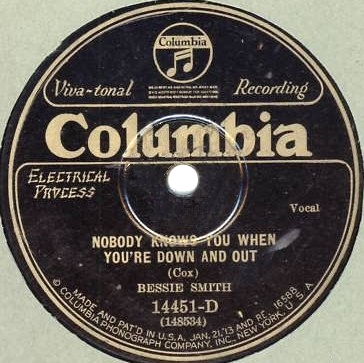 Columbia
Viva-tonal Recording
Columbia
ELECTRICAL
PROCESS
Vocal
NOBODY KNOWS YOU WHEN
YOU'RE DOWN AND OUT
(Cox)
BESSIE SMITH
14451-D
(148534)
MADE AND PAT'D IN U.S.A. JAN. 21,'13 AND RE. 16588
© COLUMBIA PHONOGRAPH COMPANY, INC., NEW YORK, U.S.A.